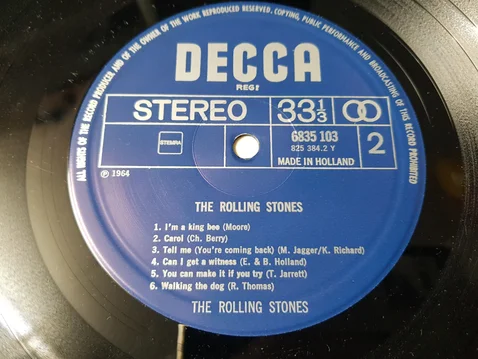 ALL RIGHTS OF THE RECORD PRODUCER AND OF THE OWNER OF THE WORK REPRODUCED RESERVED, COPYING, PUBLIC PERFORMANCE AND BROADCASTING OF THIS RECORD PROHIBITED
DECCA
REG!
STEREO 33 1/3
STEMRA
6835 103
825 384.2 Y
MADE IN HOLLAND
2
℗ 1964
THE ROLLING STONES
1. I'm a king bee (Moore)
2. Carol (Ch. Berry)
3. Tell me (You're coming back) (M. Jagger/K. Richard)
4. Can I get a witness (E. & B. Holland)
5. You can make it if you try (T. Jarrett)
6. Walking the dog (R. Thomas)
THE ROLLING STONES